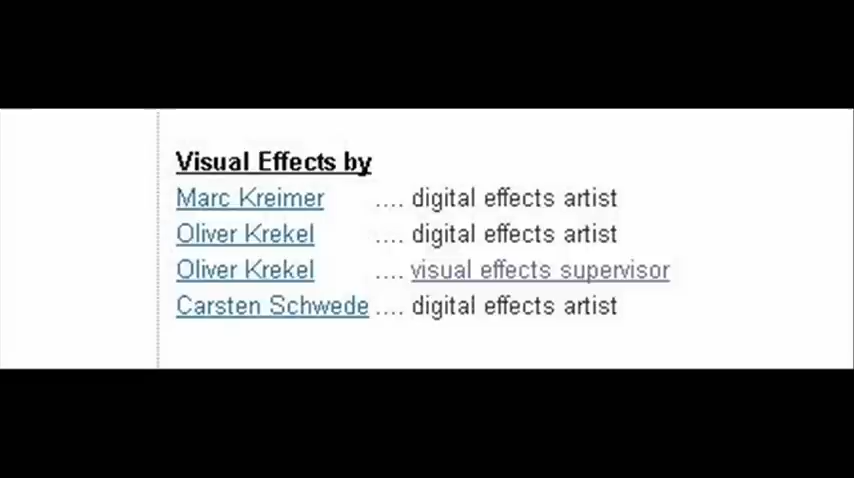 Visual Effects by
Marc Kreimer .... digital effects artist
Oliver Krekel .... digital effects artist
Oliver Krekel .... visual effects supervisor
Carsten Schwede .... digital effects artist